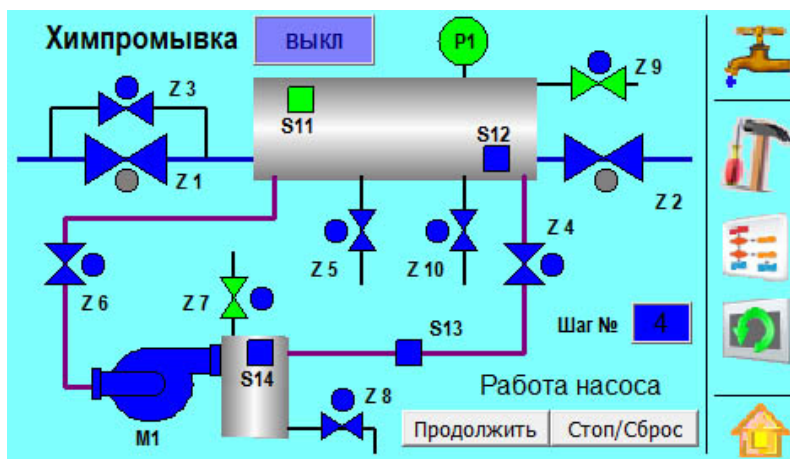 Химпромывка
ВЫКЛ
P1
Z 9
Z 3
S11
S12
Z 1
Z 2
Z 4
Z 5
Z 10
Z 6
Z 7
S13
Шаг № 4
S14
Z 8
Работа насоса
M1
Продолжить
Стоп/Сброс